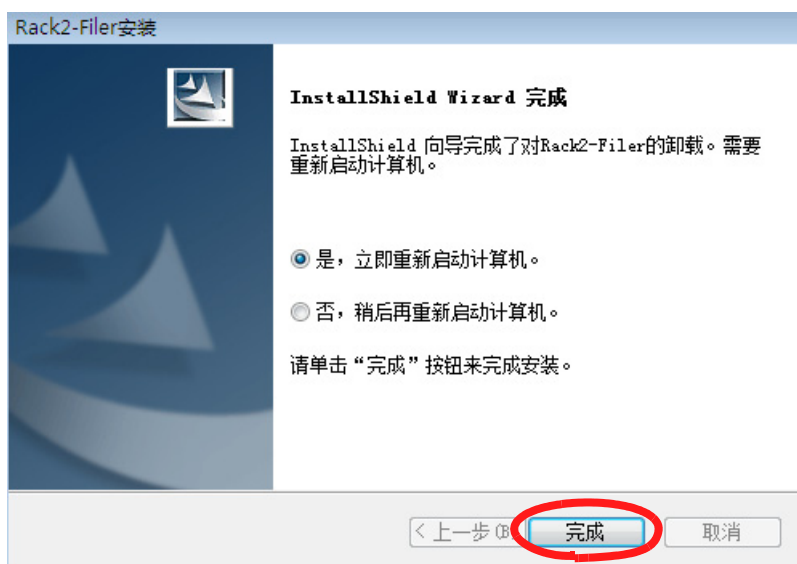 Rack2-Filer安装
InstallShield Wizard 完成
InstallShield 向导完成了对Rack2-Filer的卸载。需要
重新启动计算机。
是，立即重新启动计算机。
否，稍后再重新启动计算机。
请单击“完成”按钮来完成安装。
< 上一步(B 完成 取消